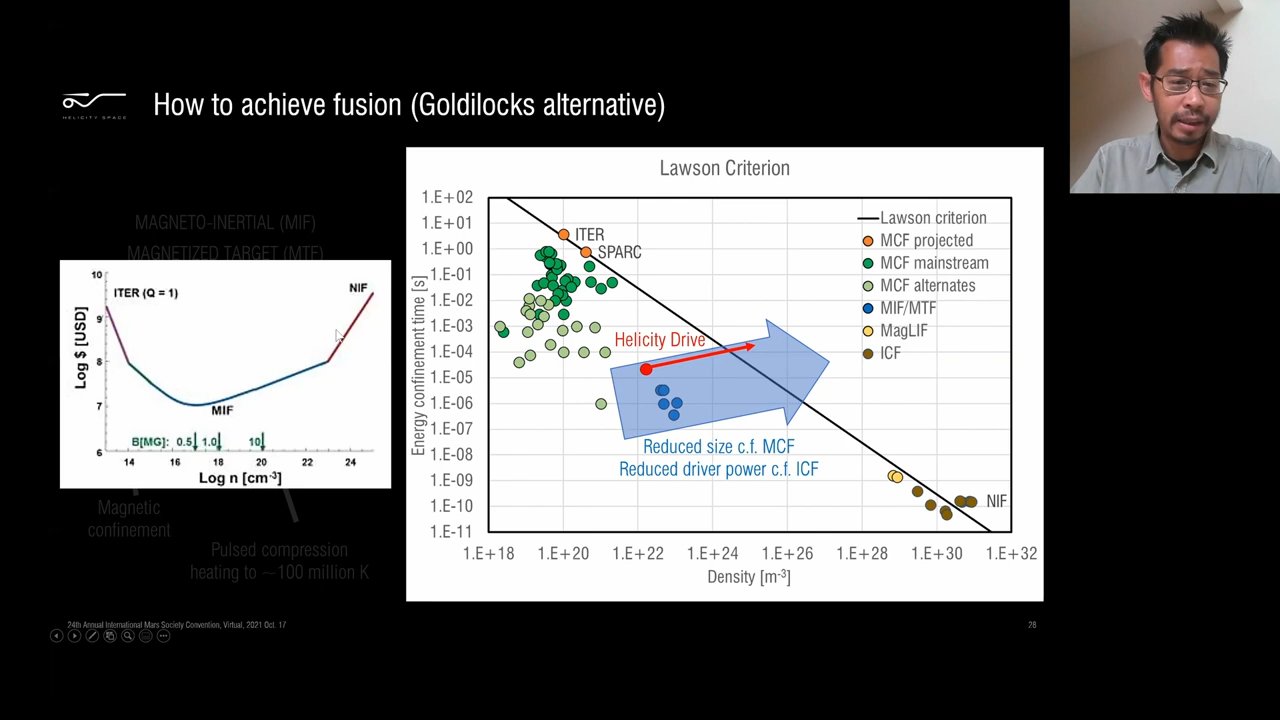 How to achieve fusion (Goldilocks alternative)
HELICITY SPACE
MAGNETO-INERTIAL (MIF)
MAGNETIZED TARGET (MTF)
10
9
8
7
6
Log $ [USD]
ITER (Q = 1)
NIF
MIF
B[MG]: 0.5 1.0 10
14 16 18 20 22 24
Log n [cm-3]
Magnetic
confinement
Pulsed compression
heating to ~100 million K
Lawson Criterion
1.E+02
1.E+01
1.E+00
1.E-01
1.E-02
1.E-03
1.E-04
1.E-05
1.E-06
1.E-07
1.E-08
1.E-09
1.E-10
1.E-11
Energy confinement time [s]
ITER
SPARC
Lawson criterion
MCF projected
MCF mainstream
MCF alternates
MIF/MTF
MagLIF
ICF
Helicity Drive
Reduced size c.f. MCF
Reduced driver power c.f. ICF
NIF
1.E+18 1.E+20 1.E+22 1.E+24 1.E+26 1.E+28 1.E+30 1.E+32
Density [m-3]
24th Annual International Mars Society Convention, Virtual, 2021 Oct. 17
28